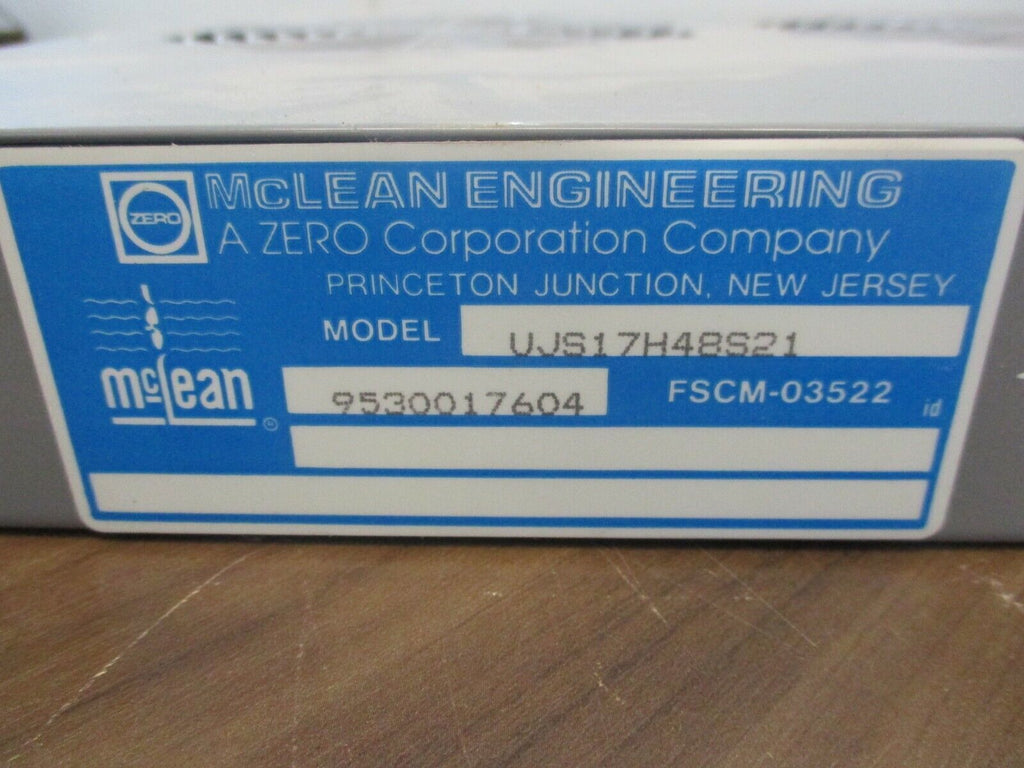 ZERO
McLEAN ENGINEERING
A ZERO Corporation Company
PRINCETON JUNCTION, NEW JERSEY
MODEL UJS17H48S21
mcLean ®
9530017604 FSCM-03522 id